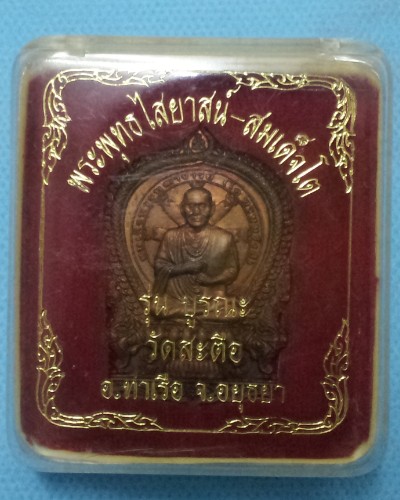 พระพุทธไสยาสน์-สมเด็จโต
รุ่น บูรณะ
วัดสะตือ
อ.ท่าเรือ จ.อยุธยา